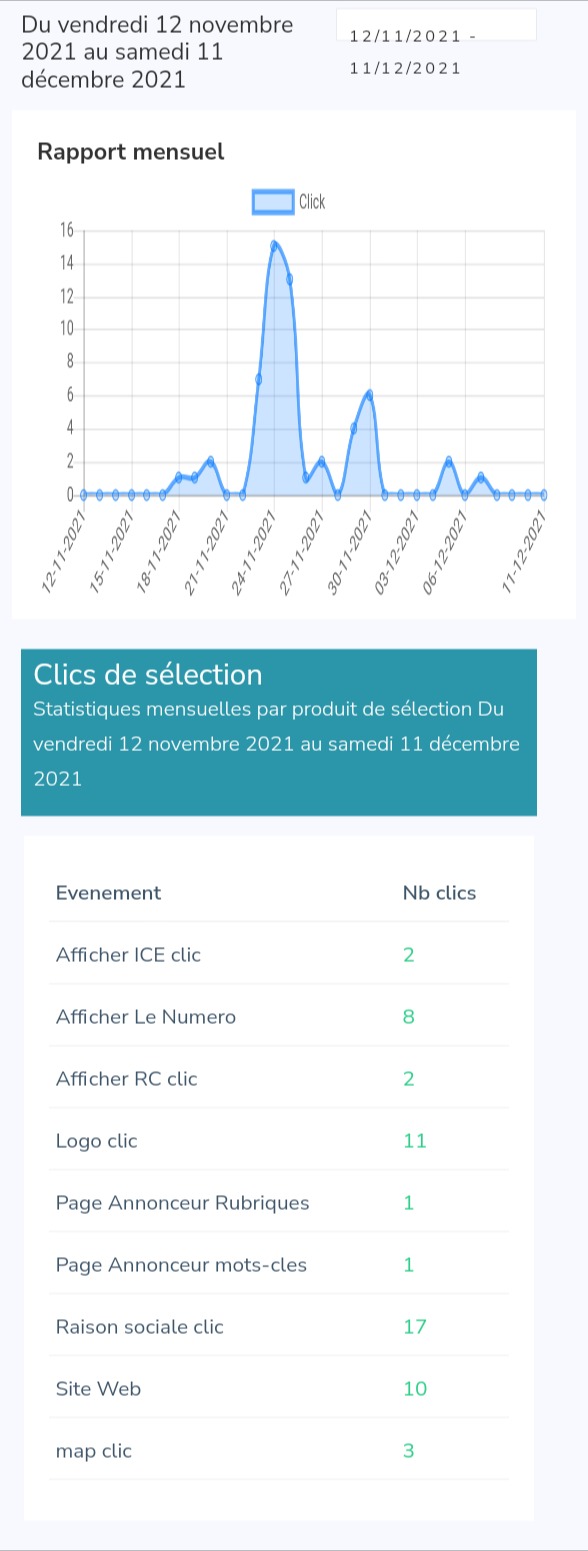 Du vendredi 12 novembre
2021 au samedi 11
décembre 2021
12/11/2021 -
11/12/2021
Rapport mensuel
Click
16
14
12
10
8
6
4
2
0
12-11-2021
15-11-2021
18-11-2021
21-11-2021
24-11-2021
27-11-2021
30-11-2021
03-12-2021
06-12-2021
11-12-2021
Clics de sélection
Statistiques mensuelles par produit de sélection Du
vendredi 12 novembre 2021 au samedi 11 décembre
2021
Evenement Nb clics
Afficher ICE clic 2
Afficher Le Numero 8
Afficher RC clic 2
Logo clic 11
Page Annonceur Rubriques 1
Page Annonceur mots-cles 1
Raison sociale clic 17
Site Web 10
map clic 3